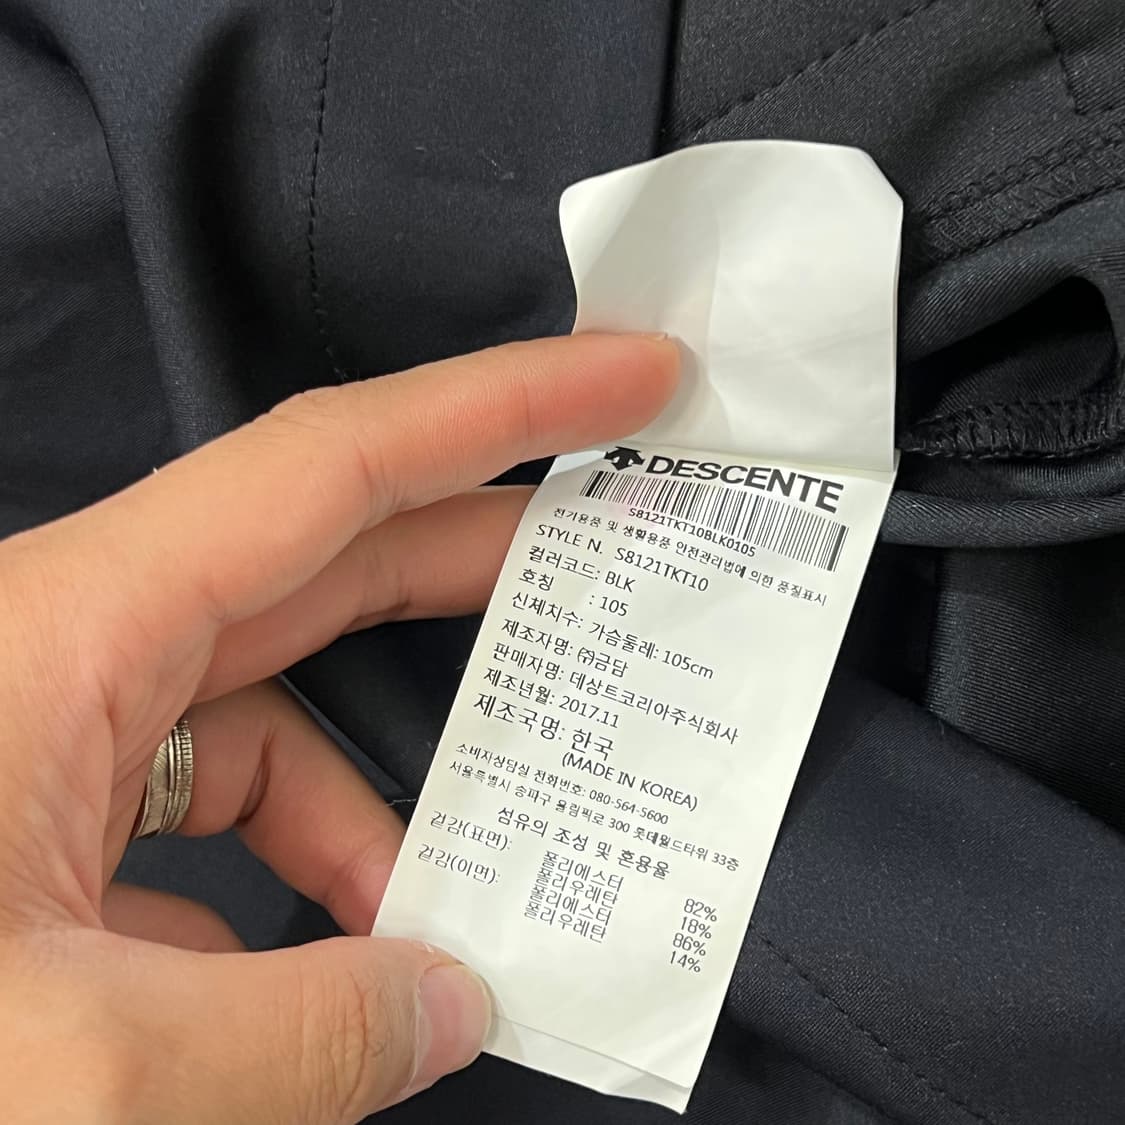 DESCENTE
S8121TKT10BLK0105
전기용품 및 생활용품 안전관리법에 의한 품질표시
STYLE N. S8121TKT10
컬러코드: BLK
호칭 : 105
신체치수: 가슴둘레: 105cm
제조자명: ㈜금담
판매자명: 데상트코리아주식회사
제조년월: 2017.11
제조국명: 한국
(MADE IN KOREA)
소비자상담실 전화번호: 080-564-5600
서울특별시 송파구 올림픽로 300 롯데월드타워 33층
섬유의 조성 및 혼용율
겉감(표면): 폴리에스터 82%
폴리우레탄 18%
겉감(이면): 폴리에스터 86%
폴리우레탄 14%